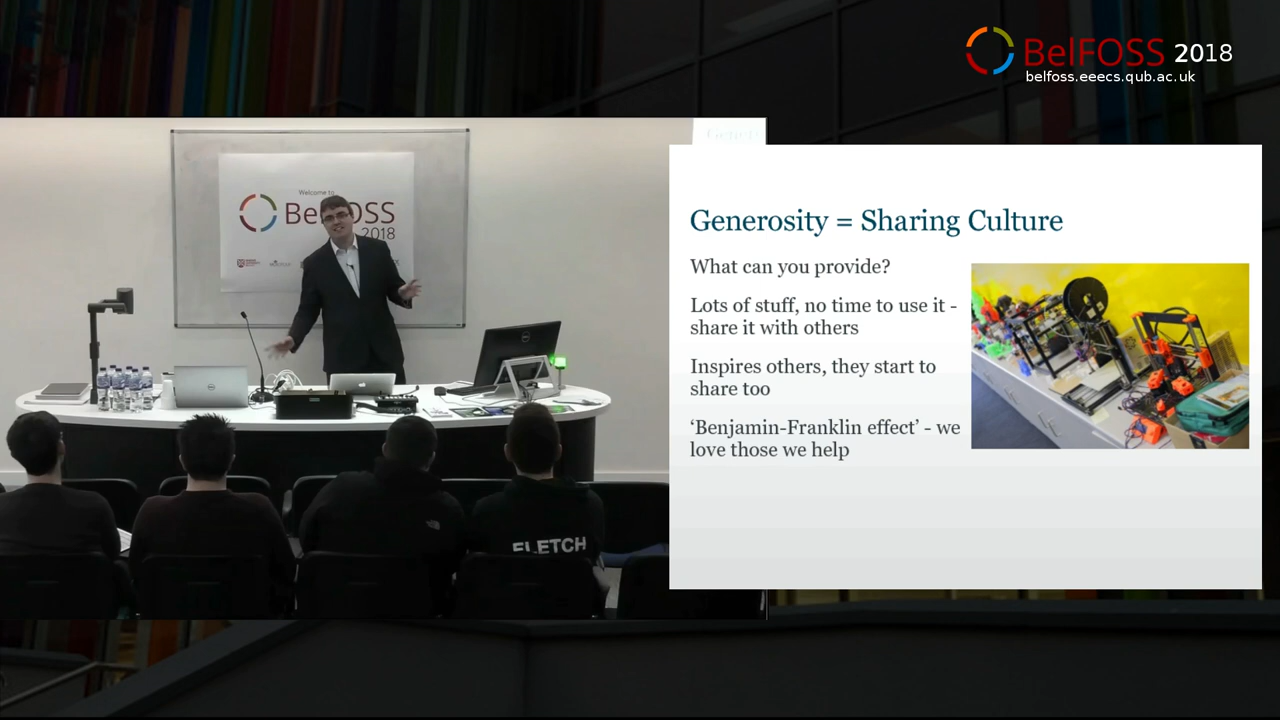 BelFOSS 2018
belfoss.eeecs.qub.ac.uk
Welcome to
BelFOSS
2018
Generosity = Sharing Culture
What can you provide?
Lots of stuff, no time to use it -
share it with others
Inspires others, they start to
share too
‘Benjamin-Franklin effect’ - we
love those we help
DELL
FLETCH